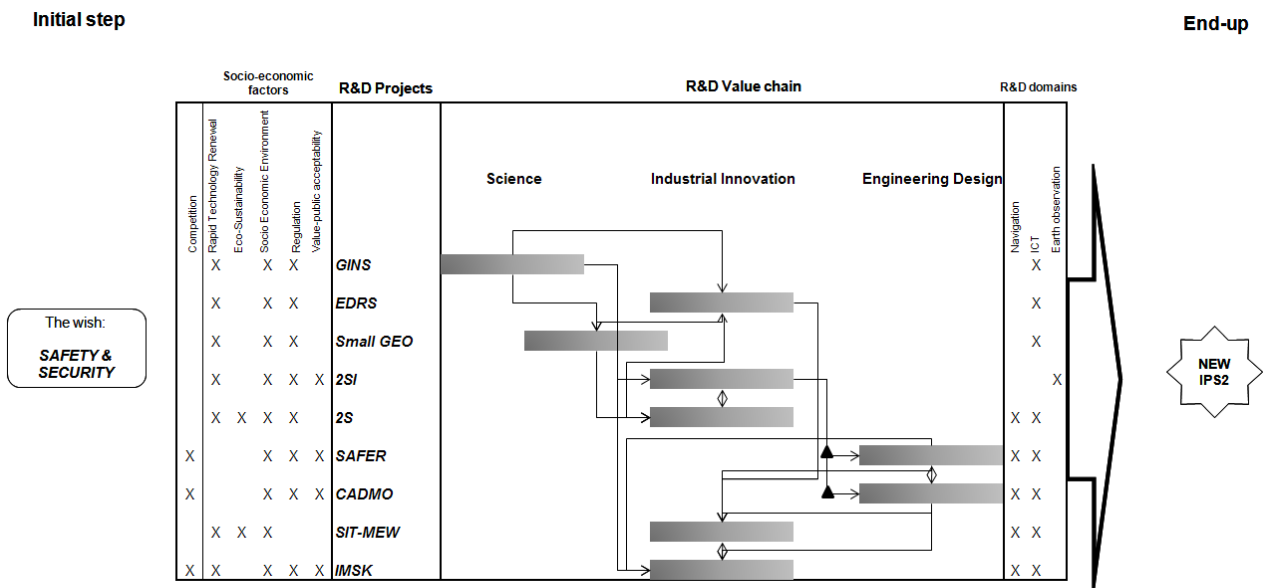 Initial step
End-up
Socio-economic
factors
R&D Projects
R&D Value chain
R&D domains
Competition
Rapid Technology Renewal
Eco-Sustainability
Socio Economic Environment
Regulation
Value-public acceptability
Science
Industrial Innovation
Engineering Design
Navigation
ICT
Earth observation
X X X GINS X
X X X EDRS X
The wish:
SAFETY &
SECURITY
X X X Small GEO X
X X X X 2SI X
NEW
IPS2
X X X X 2S X X
X X X X SAFER X X
X X X X CADMO X X
X X X SIT-MEW X X
X X X X X IMSK X X